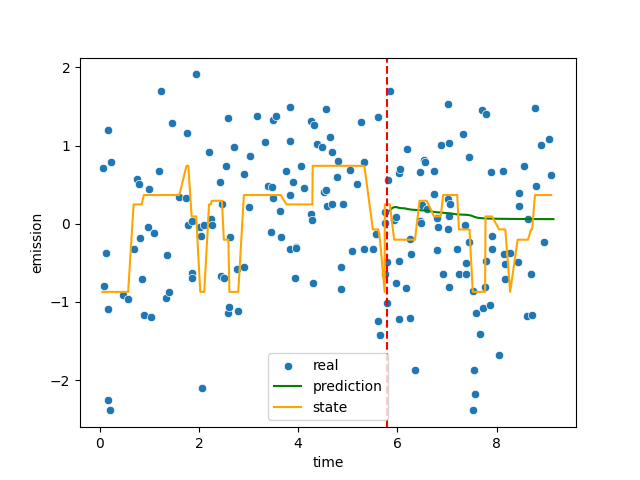 2
1
0
−1
−2
emission
real
prediction
state
0 2 4 6 8
time